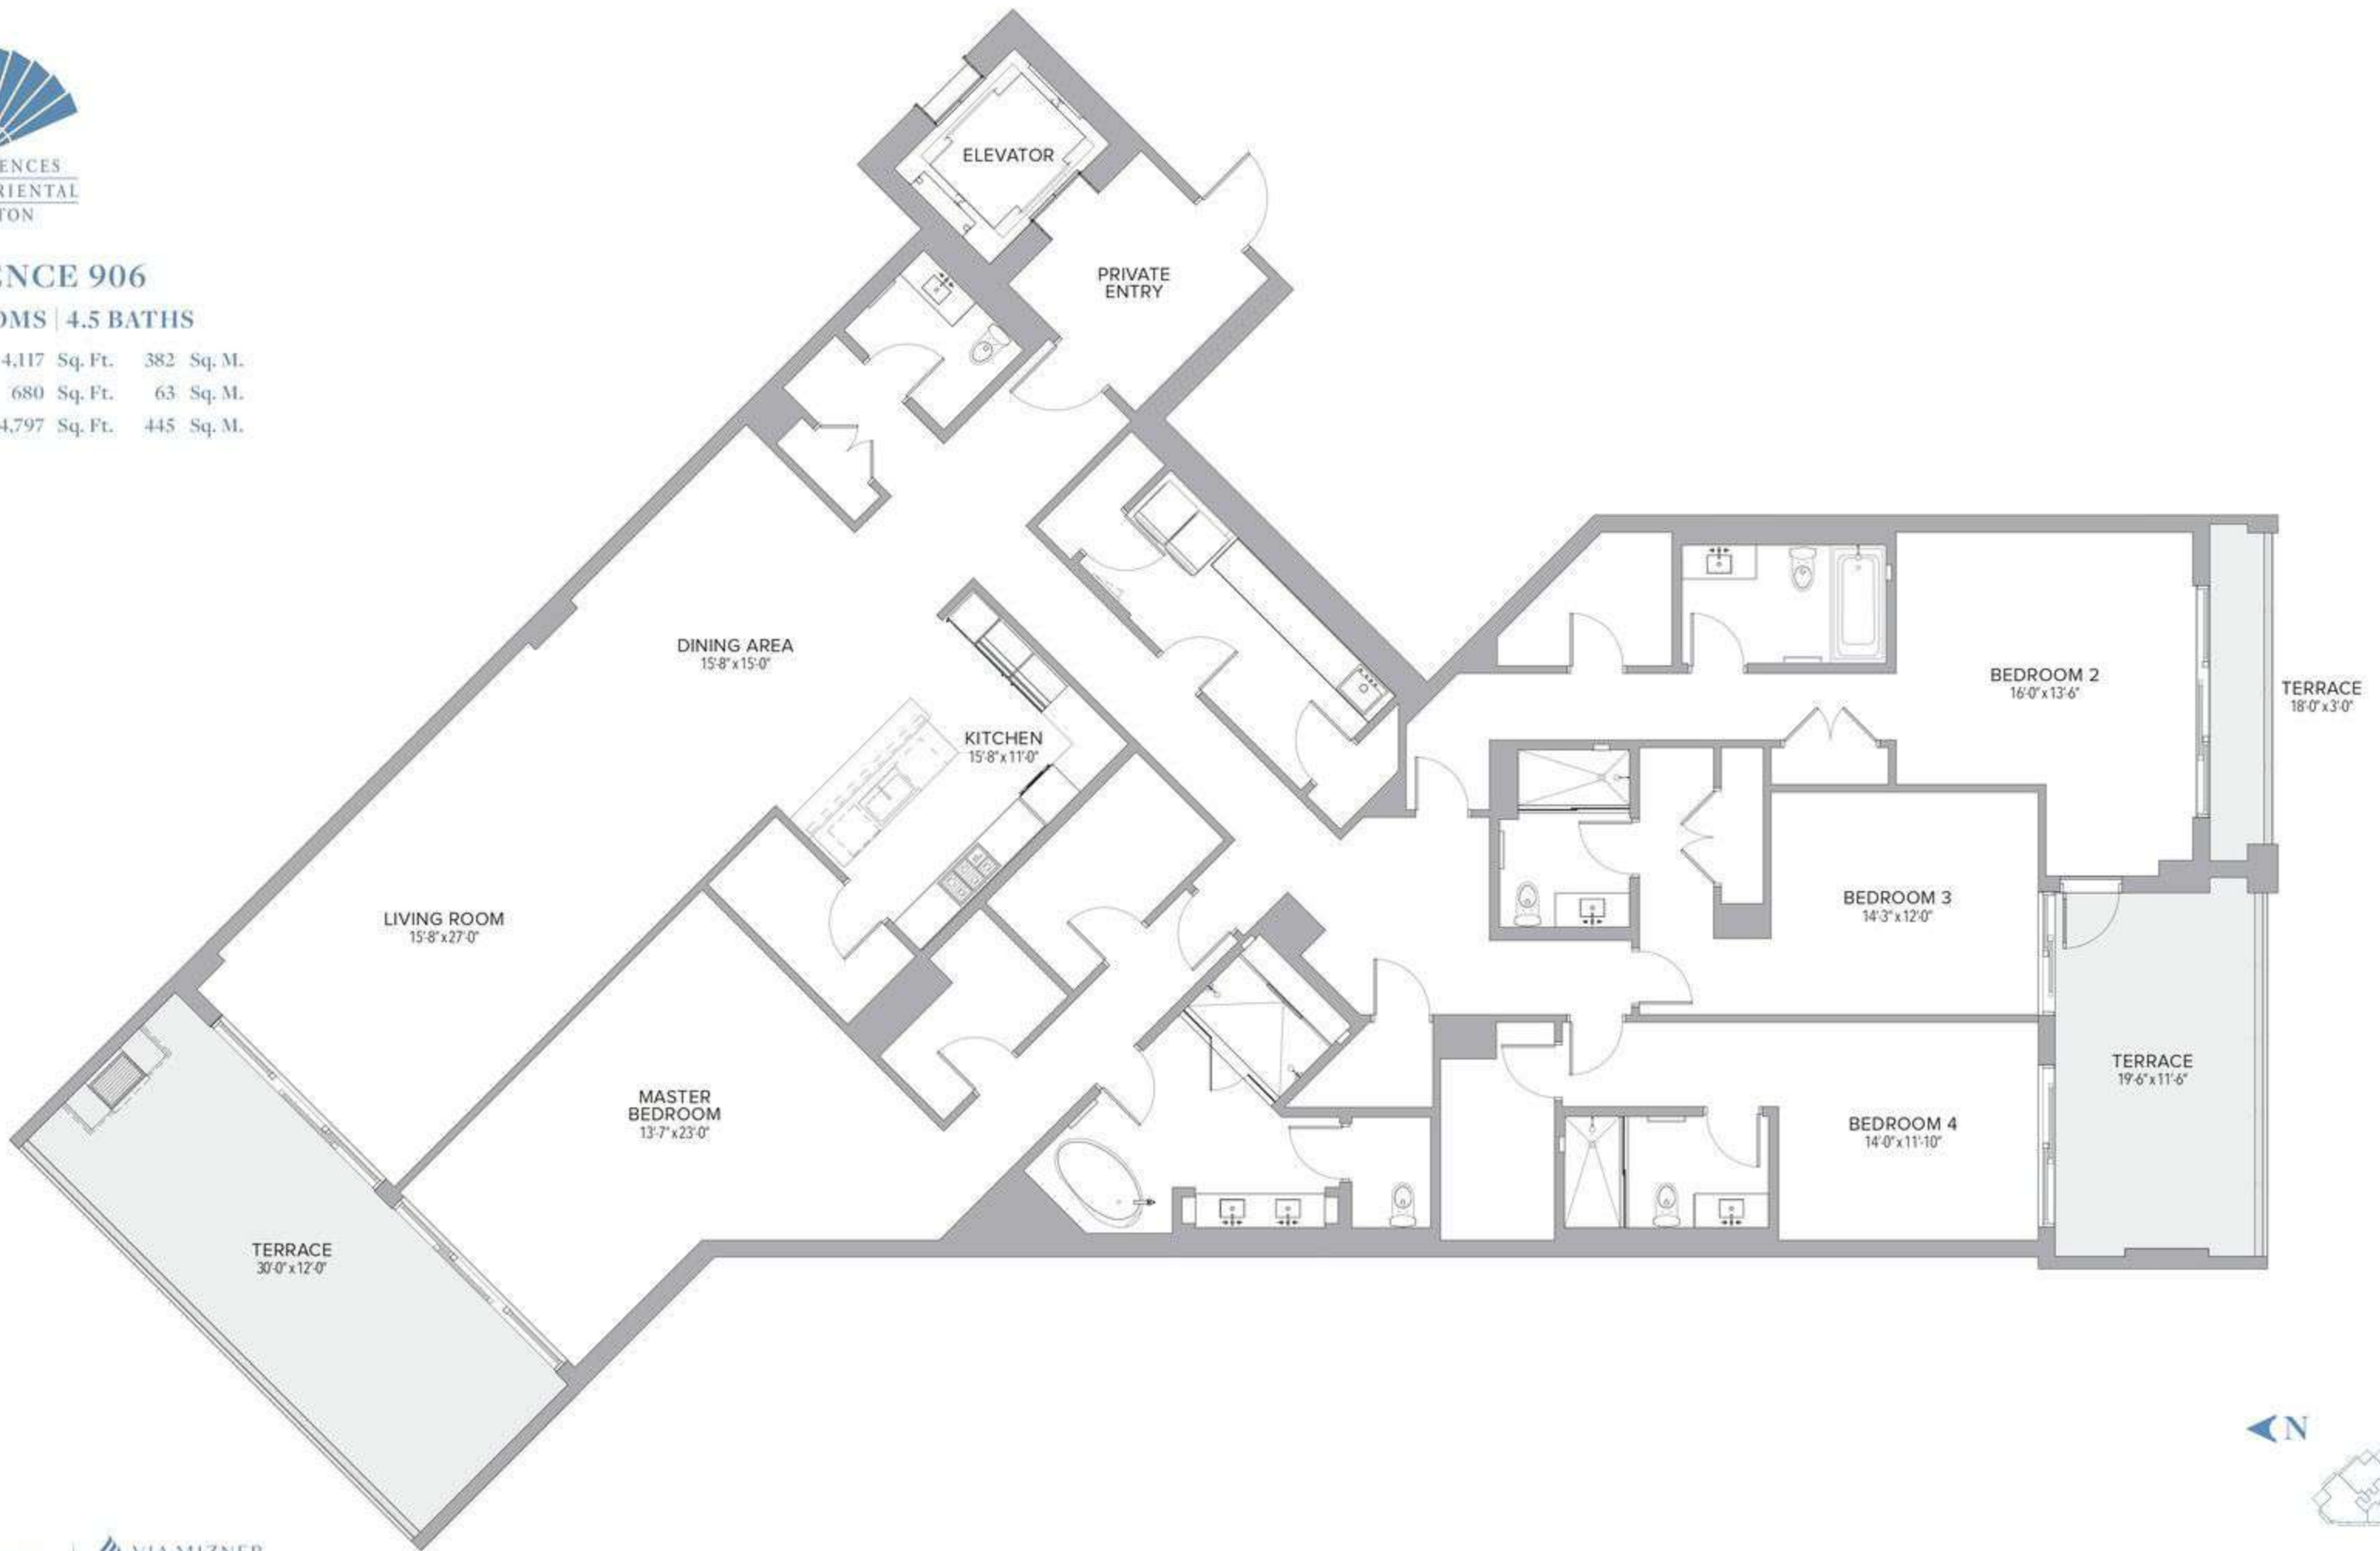 ENCES
RIENTAL
TON
ENCE 906
OMS | 4.5 BATHS
4,117 Sq. Ft. 382 Sq. M.
680 Sq. Ft. 63 Sq. M.
4,797 Sq. Ft. 445 Sq. M.
ELEVATOR
PRIVATE
ENTRY
DINING AREA
15'8" x 15'-0"
KITCHEN
15'8" x 11'-0"
BEDROOM 2
16'-0" x 13'-6"
TERRACE
18'-0" x 3'-0"
LIVING ROOM
15'-8" x 27'-0"
BEDROOM 3
14'-3" x 12'-0"
MASTER
BEDROOM
13'-7" x 23'-0"
TERRACE
19'-6" x 11'-6"
BEDROOM 4
14'-0" x 11'-10"
TERRACE
30'-0" x 12'-0"
N
VIA MIZNER